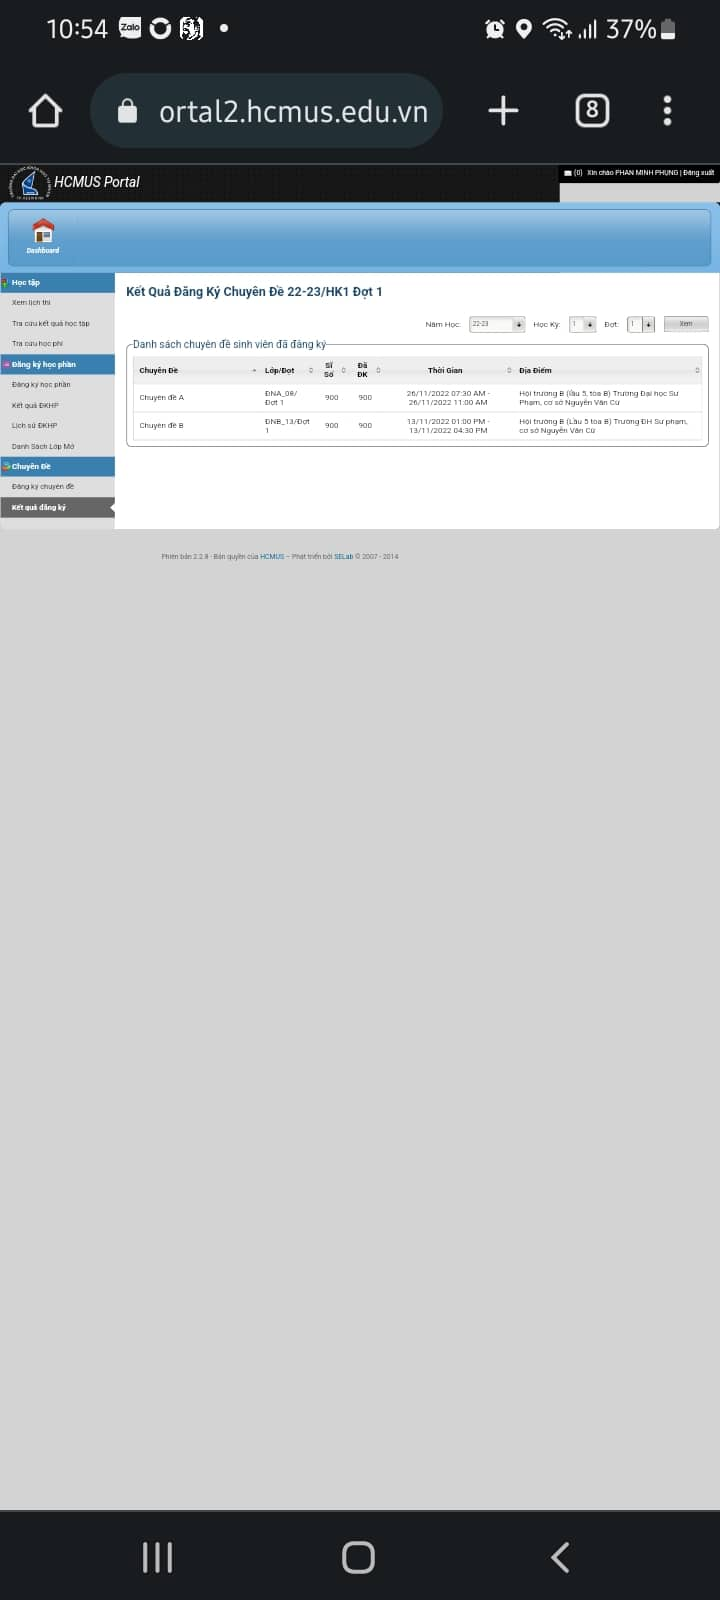 10:54 Zalo 37%
ortal2.hcmus.edu.vn 8
HCMUS Portal
(0) Xin chào PHAN MINH PHỤNG | Đăng xuất
Dashboard
Học tập
Xem lịch thi
Tra cứu kết quả học tập
Tra cứu học phí
Đăng ký học phần
Đăng ký học phần
Kết quả ĐKHP
Lịch sử ĐKHP
Danh Sách Lớp Mở
Chuyên Đề
Đăng ký chuyên đề
Kết quả đăng ký
Kết Quả Đăng Ký Chuyên Đề 22-23/HK1 Đợt 1
Năm Học: 22-23 Học Kỳ: 1 Đợt: 1 Xem
Danh sách chuyên đề sinh viên đã đăng ký
Chuyên Đề Lớp/Đợt Sĩ Số Đã ĐK Thời Gian Địa Điểm
Chuyên đề A ĐNA_08/ Đợt 1 900 900 26/11/2022 07:30 AM - 26/11/2022 11:00 AM Hội trường B (lầu 5, tòa B) Trường Đại học Sư Phạm, cơ sở Nguyễn Văn Cừ
Chuyên đề B ĐNB_13/Đợt 1 900 900 13/11/2022 01:00 PM - 13/11/2022 04:30 PM Hội trường B (Lầu 5 tòa B) Trường ĐH Sư phạm, cơ sở Nguyễn Văn Cừ
Phiên bản 2.2.8 - Bản quyền của HCMUS – Phát triển bởi SELab © 2007 - 2014